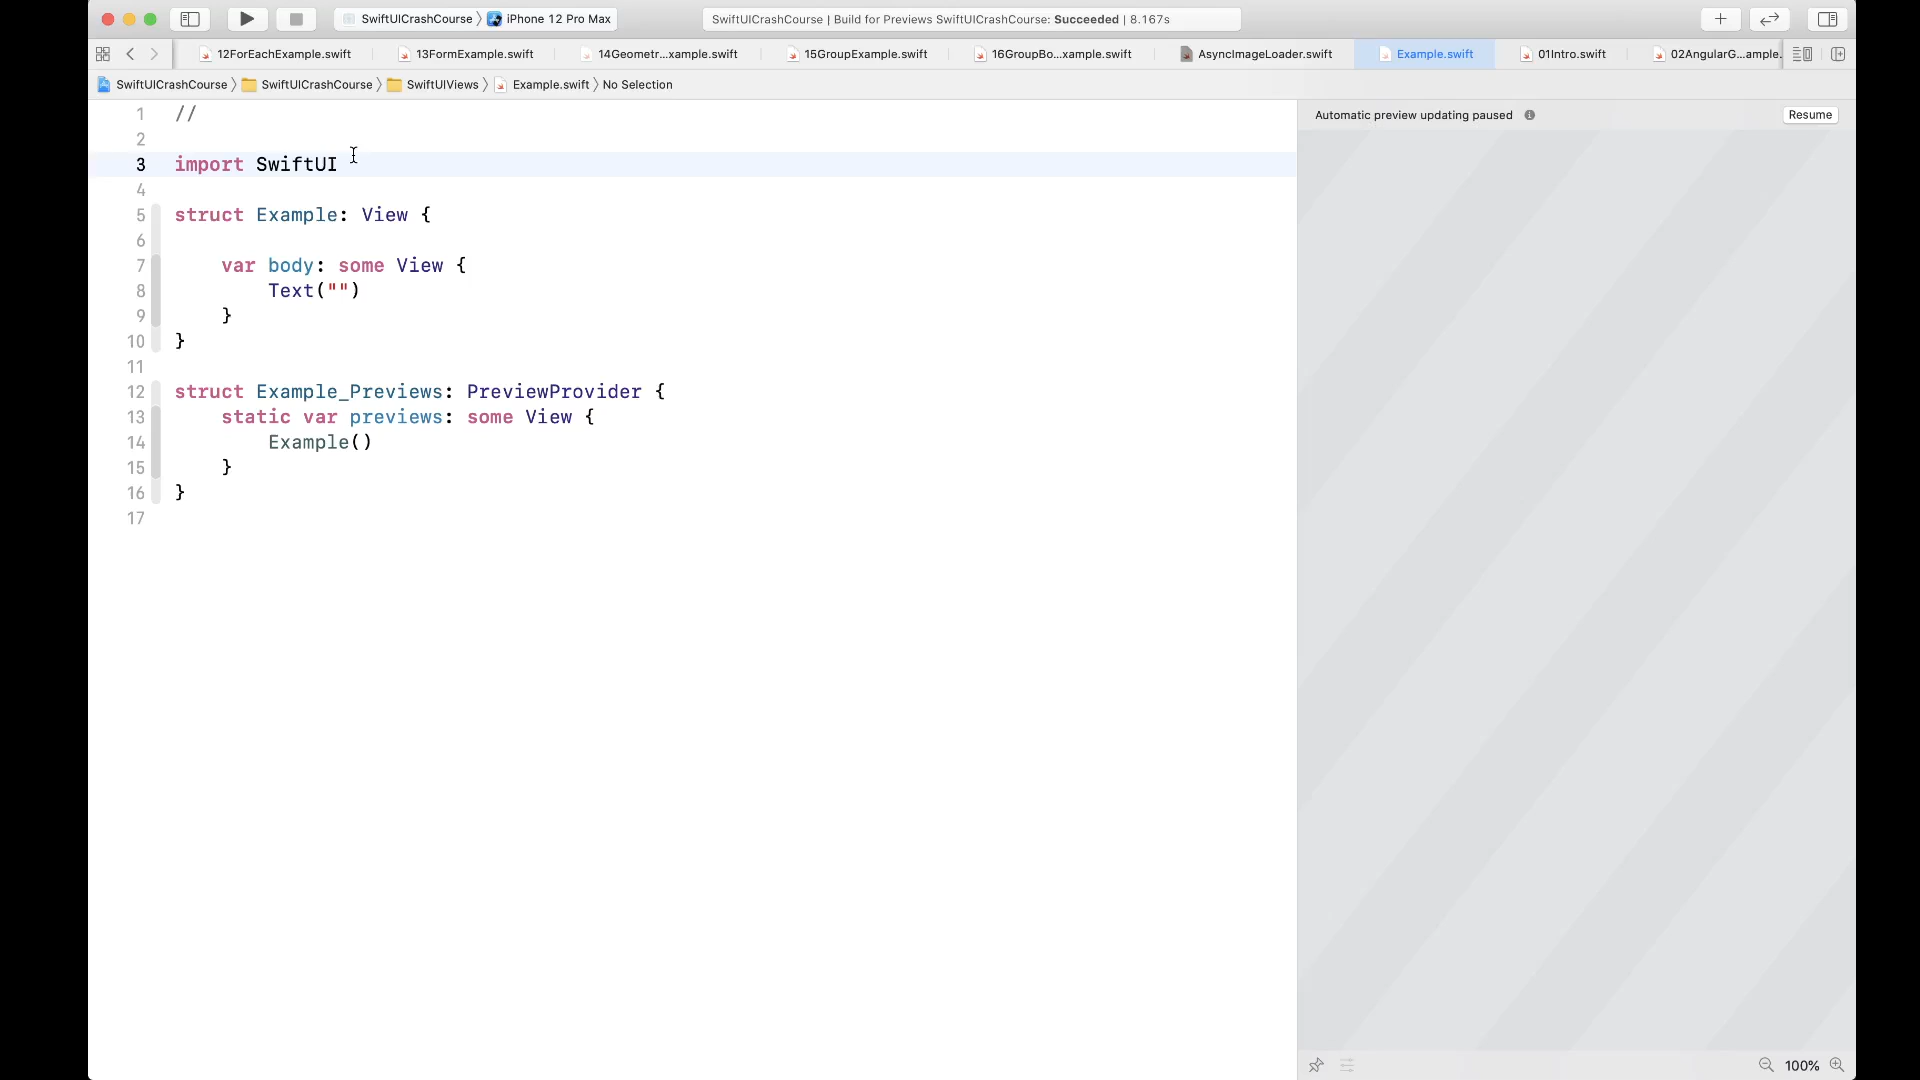 SwiftUICrashCourse 〉 iPhone 12 Pro Max
SwiftUICrashCourse | Build for Previews SwiftUICrashCourse: Succeeded | 8.167s
12ForEachExample.swift
13FormExample.swift
14Geometr...xample.swift
15GroupExample.swift
16GroupBo...xample.swift
AsyncImageLoader.swift
Example.swift
01Intro.swift
02AngularG...ample.
SwiftUICrashCourse 〉 SwiftUICrashCourse 〉 SwiftUIViews 〉 Example.swift 〉 No Selection
1 //
2
3 import SwiftUI
4
5 struct Example: View {
6
7 var body: some View {
8 Text("")
9 }
10 }
11
12 struct Example_Previews: PreviewProvider {
13 static var previews: some View {
14 Example()
15 }
16 }
17
Automatic preview updating paused
Resume
100%